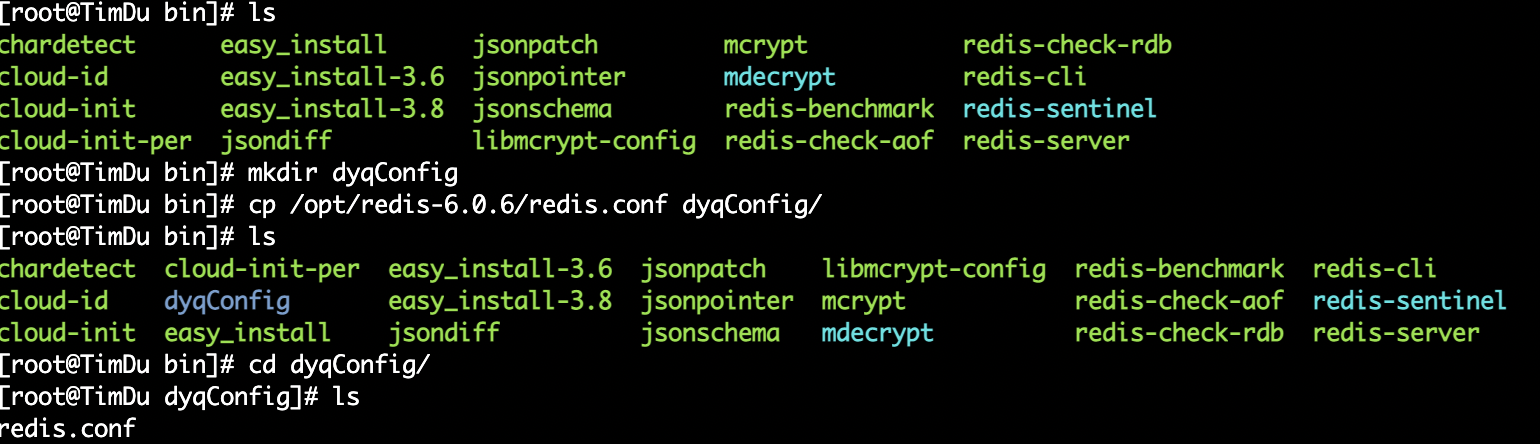 [root@TimDu bin]# ls
chardetect      easy_install      jsonpatch         mcrypt           redis-check-rdb
cloud-id        easy_install-3.6  jsonpointer       mdecrypt         redis-cli
cloud-init      easy_install-3.8  jsonschema        redis-benchmark  redis-sentinel
cloud-init-per  jsondiff          libmcrypt-config  redis-check-aof  redis-server
[root@TimDu bin]# mkdir dyqConfig
[root@TimDu bin]# cp /opt/redis-6.0.6/redis.conf dyqConfig/
[root@TimDu bin]# ls
chardetect  cloud-init-per  easy_install-3.6  jsonpatch    libmcrypt-config  redis-benchmark  redis-cli
cloud-id    dyqConfig       easy_install-3.8  jsonpointer  mcrypt            redis-check-aof  redis-sentinel
cloud-init  easy_install    jsondiff          jsonschema   mdecrypt          redis-check-rdb  redis-server
[root@TimDu bin]# cd dyqConfig/
[root@TimDu dyqConfig]# ls
redis.conf